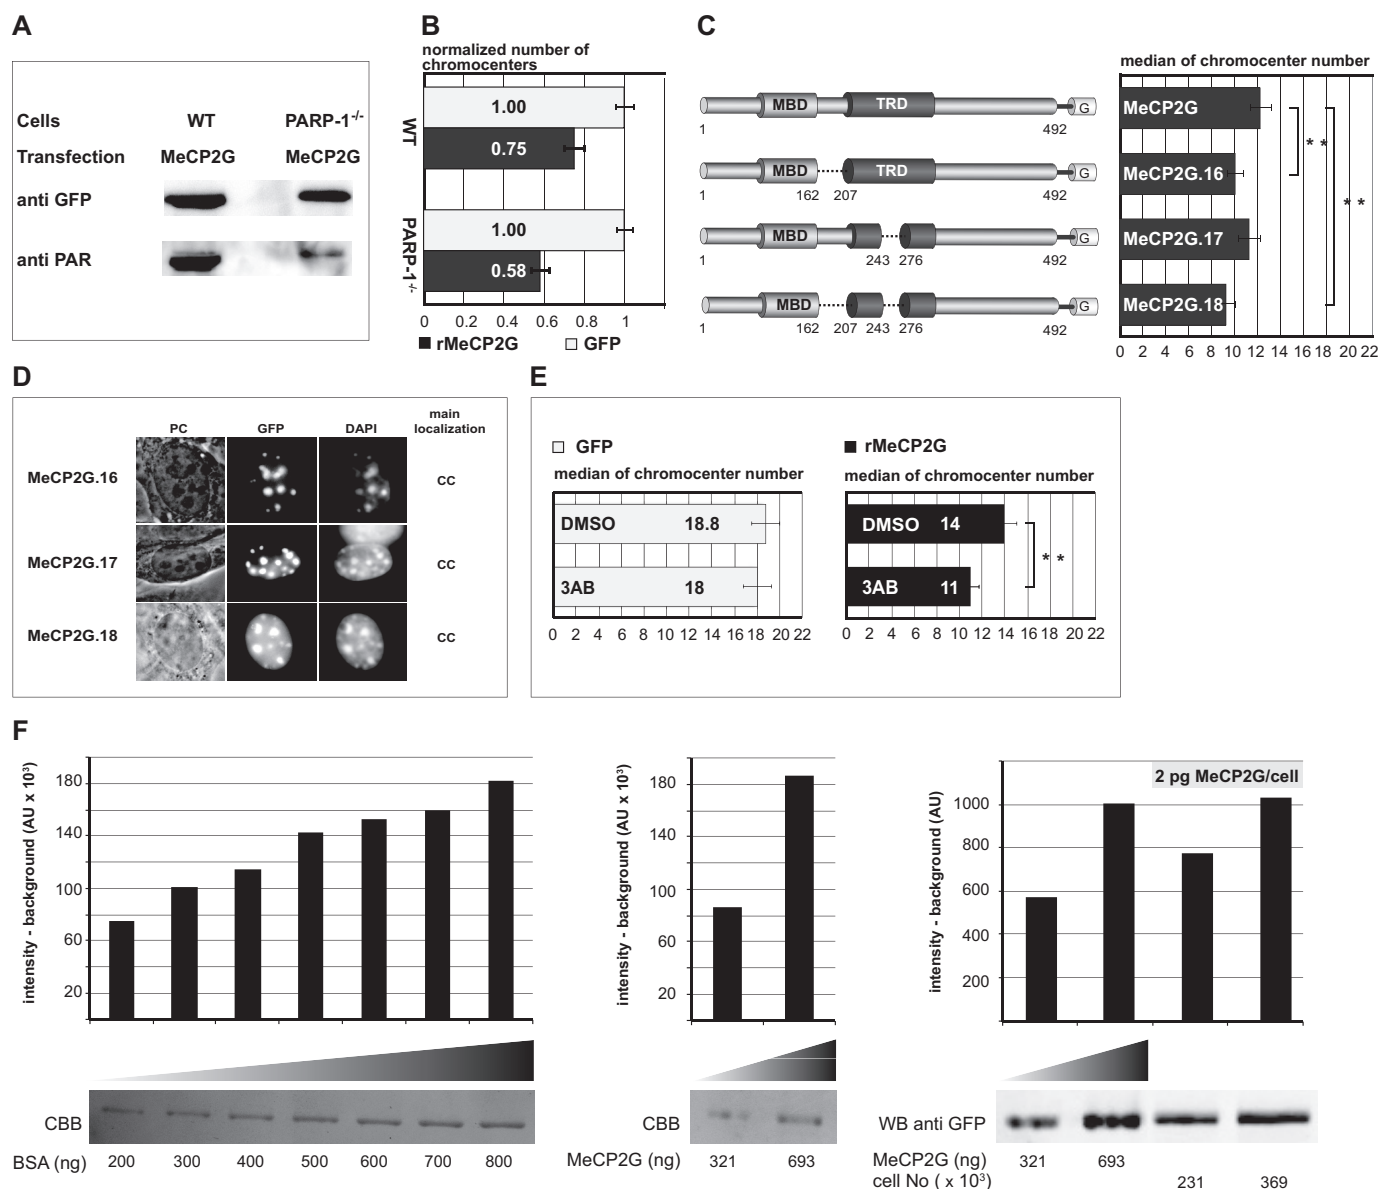 A
Cells WT PARP-1-/-
Transfection MeCP2G MeCP2G
anti GFP
anti PAR
B
normalized number of
chromocenters
WT
1.00
0.75
PARP-1-/-
1.00
0.58
0 0.2 0.4 0.6 0.8 1
rMeCP2G GFP
C
median of chromocenter number
MBD TRD G
1 492
MBD TRD G
1 162 207 492
MBD G
1 243 276 492
MBD G
1 162 207 243 276 492
MeCP2G
MeCP2G.16
MeCP2G.17
MeCP2G.18
* *
* *
0 2 4 6 8 10 12 14 16 18 20 22
D
PC GFP DAPI main
localization
MeCP2G.16 CC
MeCP2G.17 CC
MeCP2G.18 CC
E
GFP
median of chromocenter number
DMSO 18.8
3AB 18
0 2 4 6 8 10 12 14 16 18 20 22
rMeCP2G
median of chromocenter number
DMSO 14
3AB 11
* *
0 2 4 6 8 10 12 14 16 18 20 22
F
intensity - background (AU x 10³)
180
140
100
60
20
CBB
BSA (ng) 200 300 400 500 600 700 800
intensity - background (AU x 10³)
180
140
100
60
20
CBB
MeCP2G (ng) 321 693
intensity - background (AU)
2 pg MeCP2G/cell
1000
800
600
400
200
WB anti GFP
MeCP2G (ng) 321 693
cell No ( x 10³) 231 369